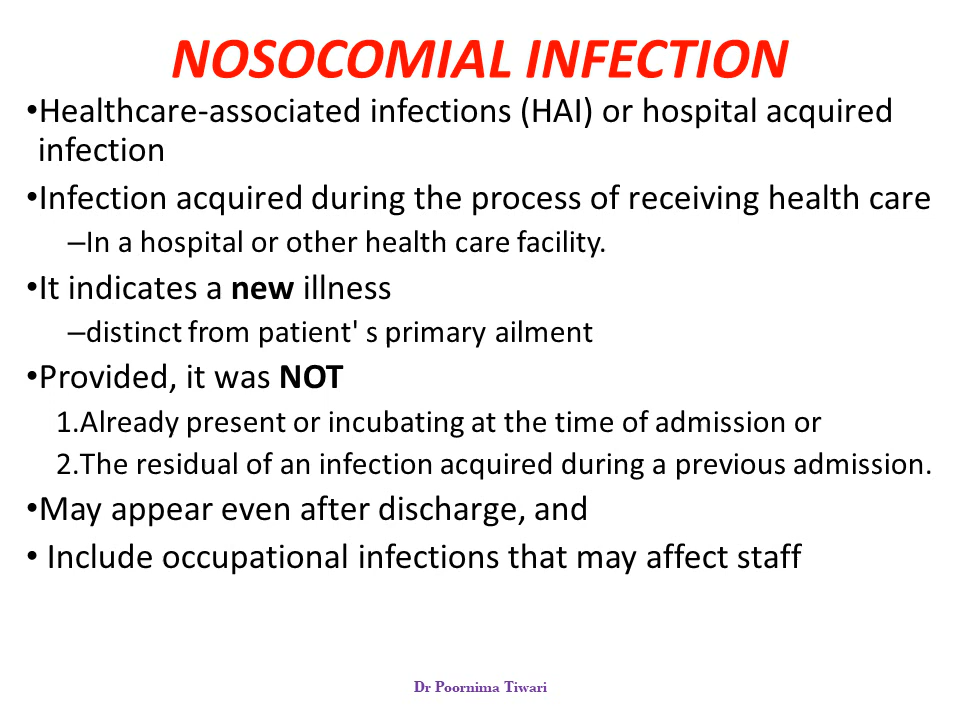 NOSOCOMIAL INFECTION
•Healthcare-associated infections (HAI) or hospital acquired
infection
•Infection acquired during the process of receiving health care
–In a hospital or other health care facility.
•It indicates a new illness
–distinct from patient' s primary ailment
•Provided, it was NOT
1.Already present or incubating at the time of admission or
2.The residual of an infection acquired during a previous admission.
•May appear even after discharge, and
• Include occupational infections that may affect staff
Dr Poornima Tiwari